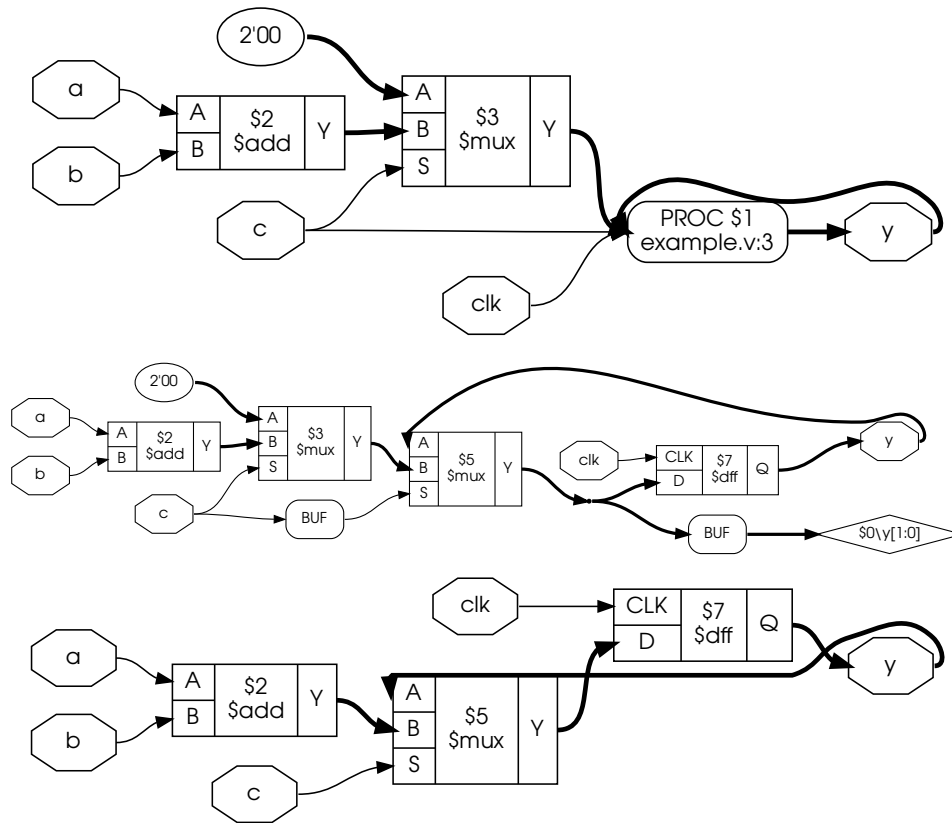 2'00
a
A
$2
$add
Y
B
b
A
$3
$mux
Y
B
S
c
PROC $1
example.v:3
y
clk
2'00
a
A
$2
$add
Y
B
b
A
$3
$mux
Y
B
S
c
BUF
A
$5
$mux
Y
B
S
clk
CLK
$7
$dff
Q
D
y
BUF
$0\y[1:0]
clk
CLK
$7
$dff
Q
D
y
a
A
$2
$add
Y
B
b
A
$5
$mux
Y
B
S
c